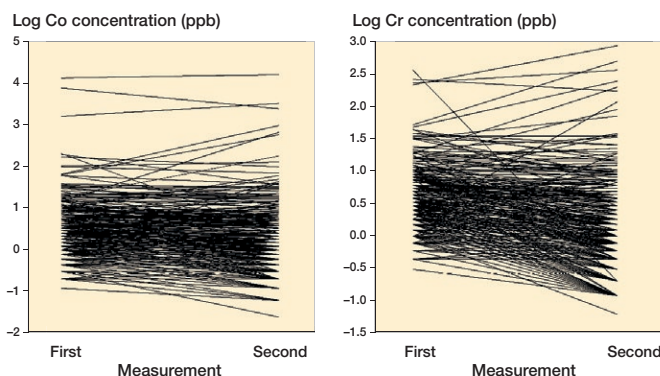 Log Co concentration (ppb)
5
4
3
2
1
0
–1
–2
First
Second
Measurement
Log Cr concentration (ppb)
3.0
2.5
2.0
1.5
1.0
0.5
0.0
–0.5
–1.0
–1.5
First
Second
Measurement